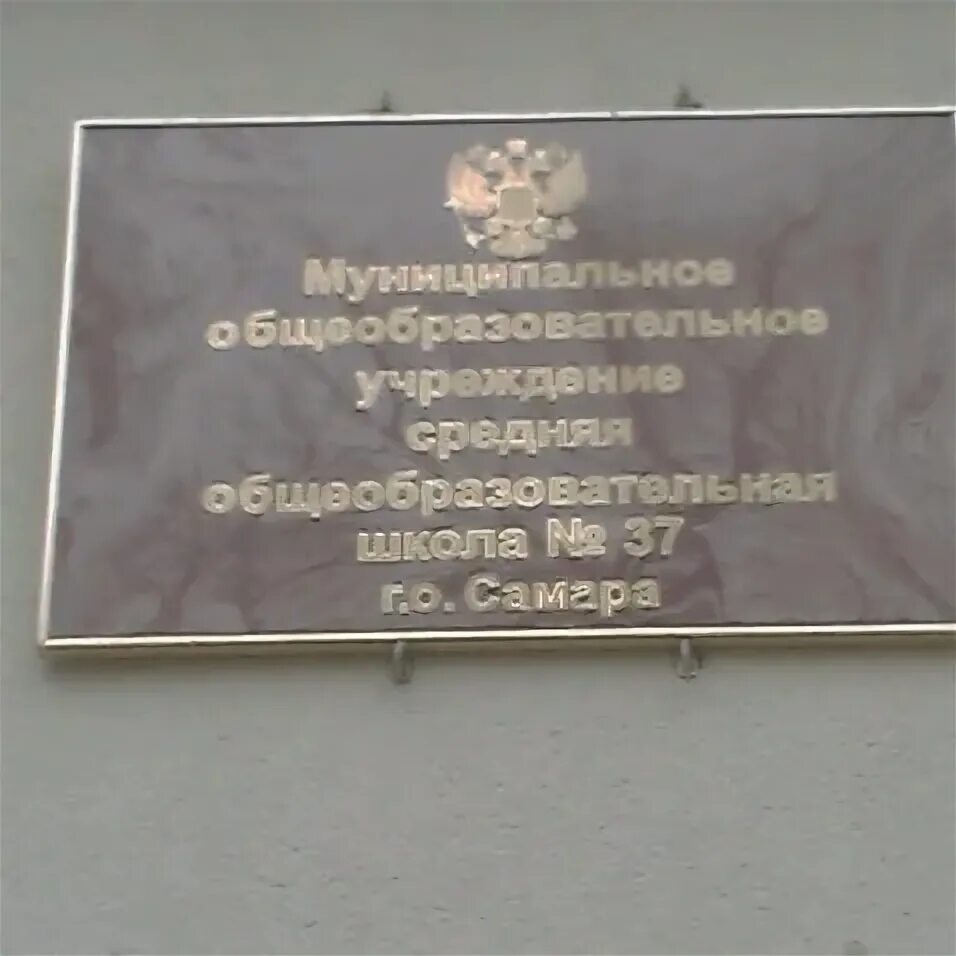 Муниципальное
общеобразовательное
учреждение
средняя
общеобразовательная
школа № 37
г.о. Самара